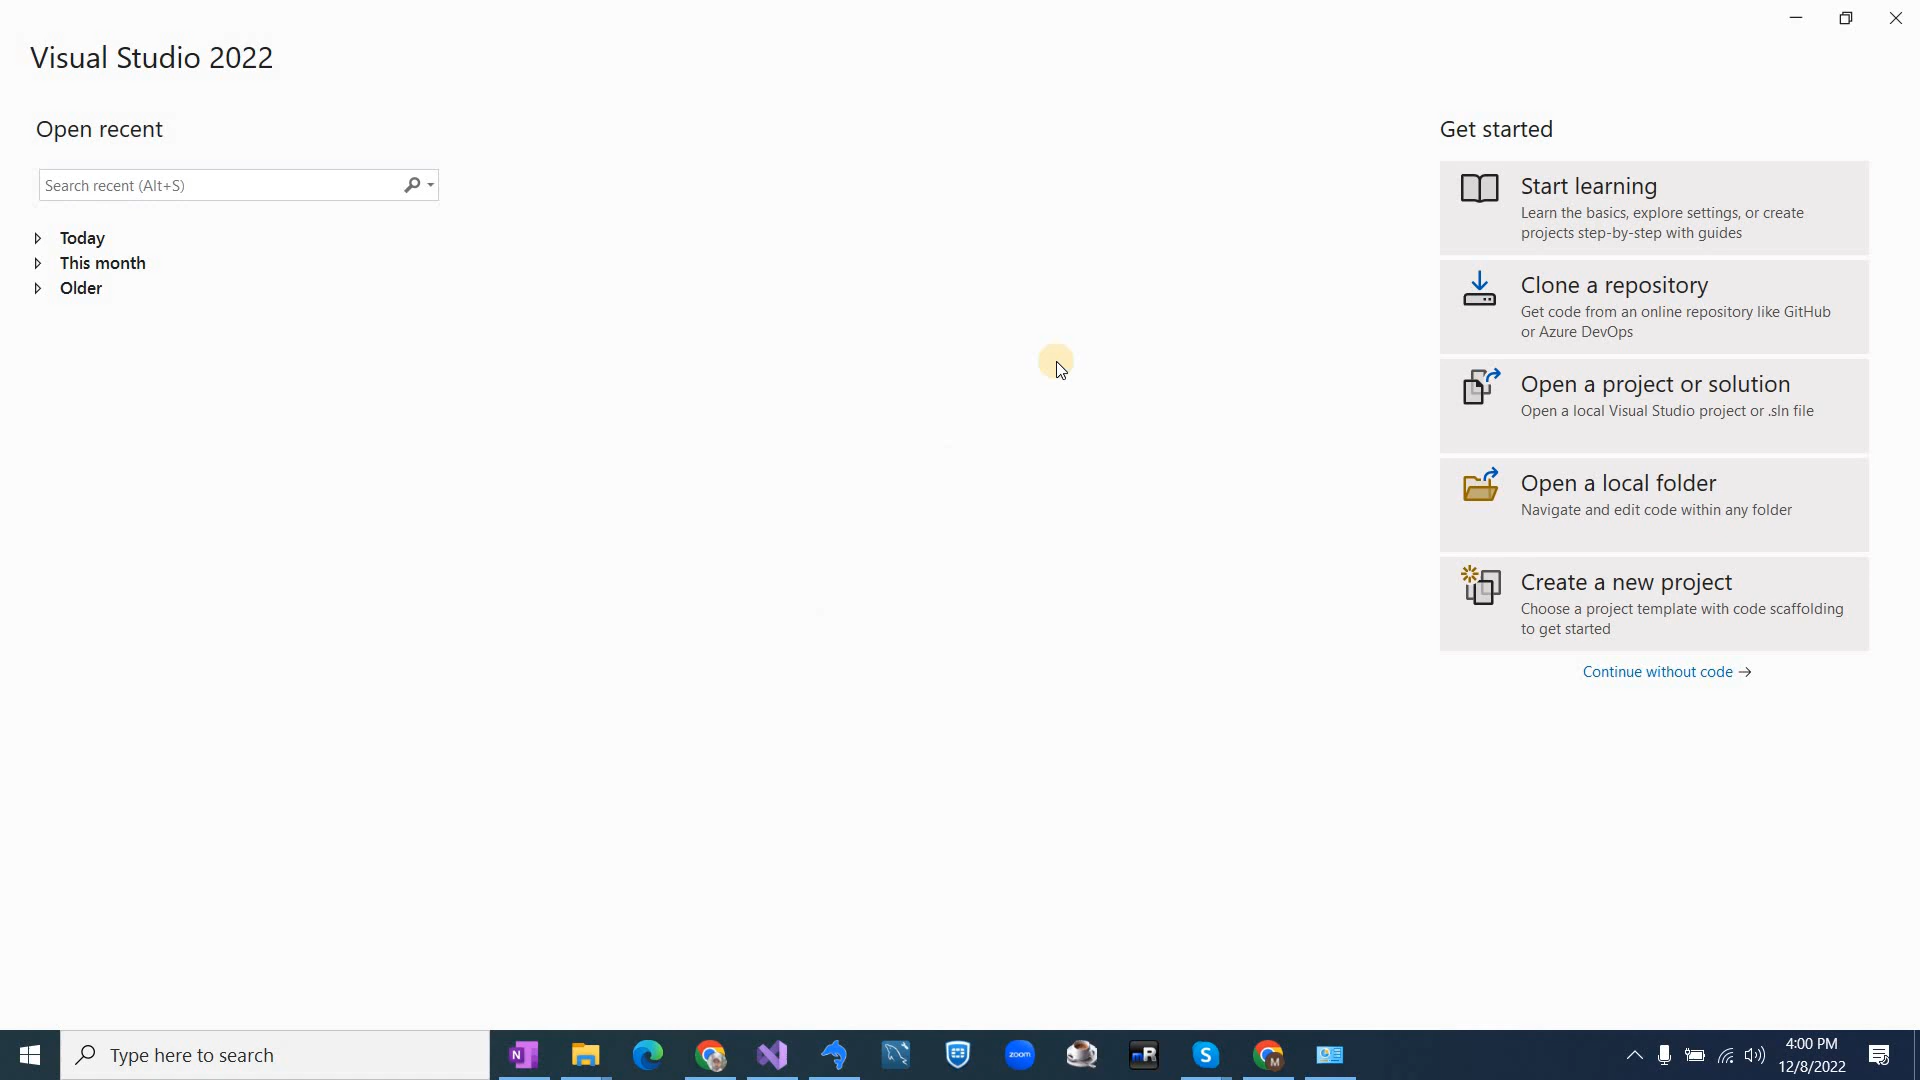 Visual Studio 2022
Open recent
Search recent (Alt+S)
Today
This month
Older
Get started
Start learning
Learn the basics, explore settings, or create
projects step-by-step with guides
Clone a repository
Get code from an online repository like GitHub
or Azure DevOps
Open a project or solution
Open a local Visual Studio project or .sln file
Open a local folder
Navigate and edit code within any folder
Create a new project
Choose a project template with code scaffolding
to get started
Continue without code →
Type here to search
N
zoom
R
S
M
4:00 PM
12/8/2022